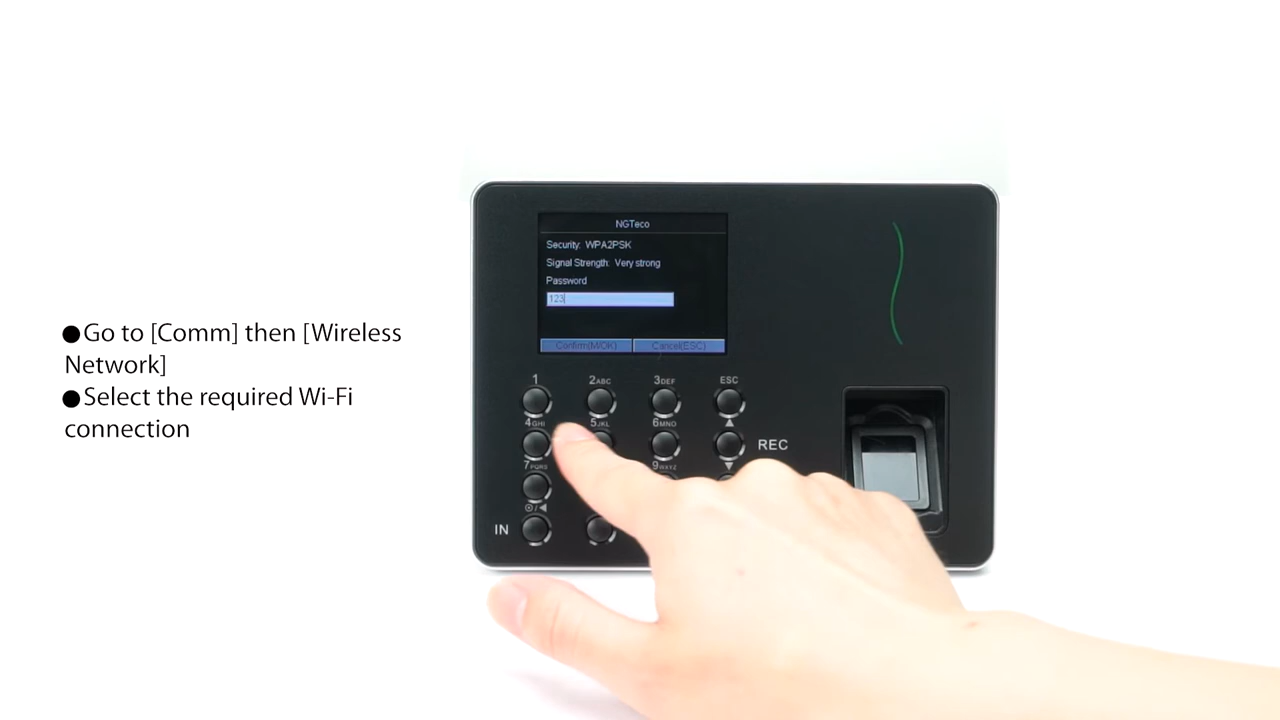 ●Go to [Comm] then [Wireless
Network]
●Select the required Wi-Fi
connection
NGTeco
Security: WPA2PSK
Signal Strength: Very strong
Password
123
Confirm(M/OK) Cancel(ESC)
1 2ABC 3DEF ESC
4GHI 5JKL 6MNO ▲
REC
7PQRS 9WXYZ ▼
⊙/◀
IN